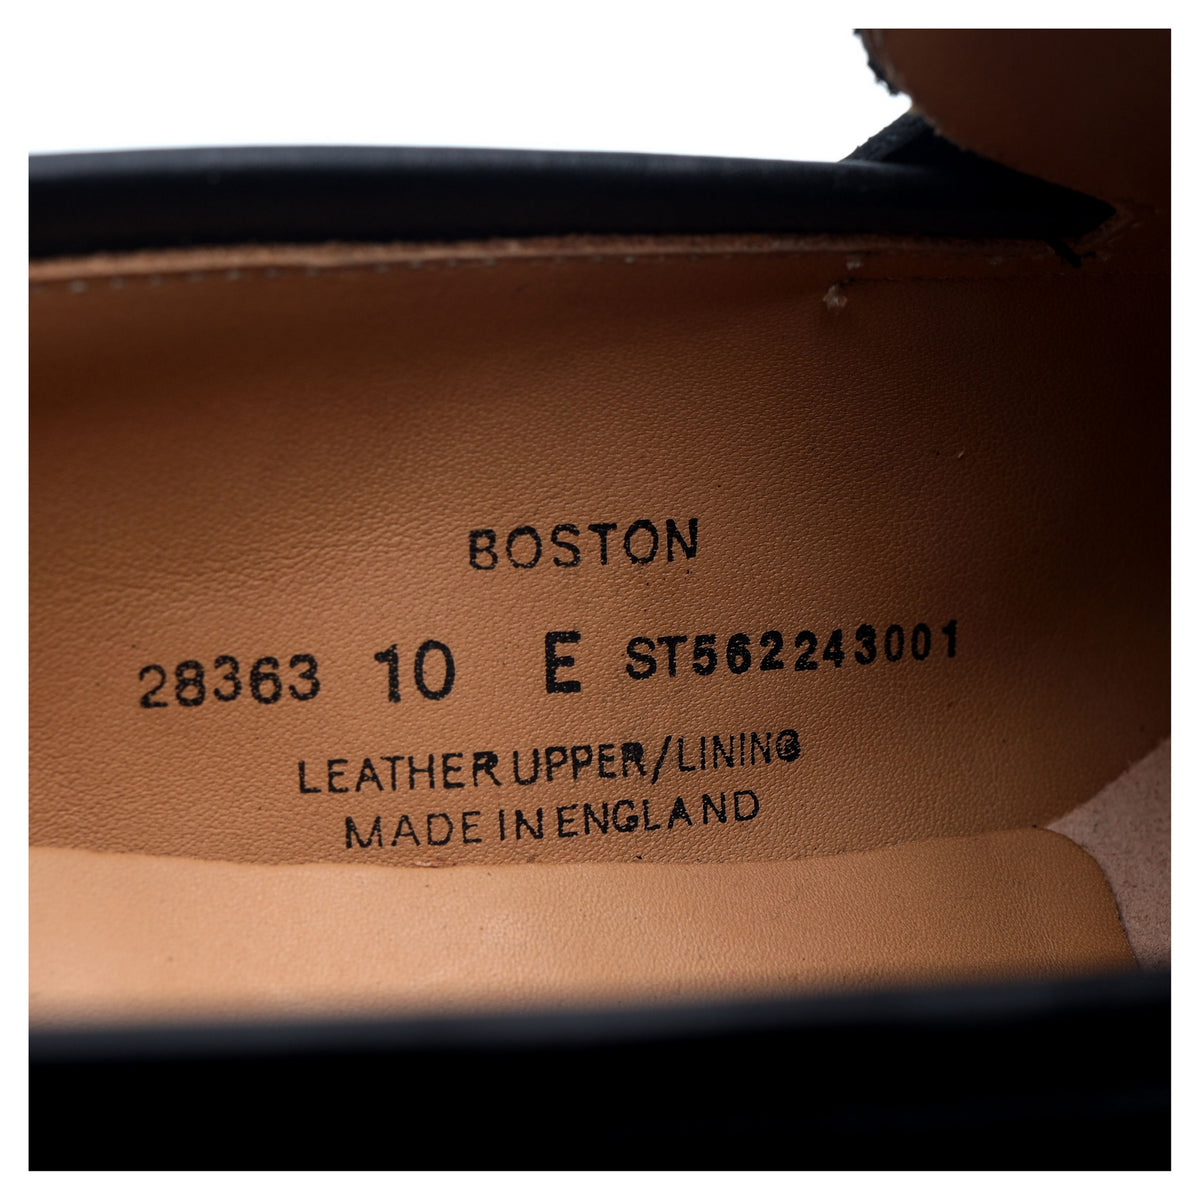 BOSTON
28363 10 E ST562243001
LEATHER UPPER/LINING
MADE IN ENGLAND